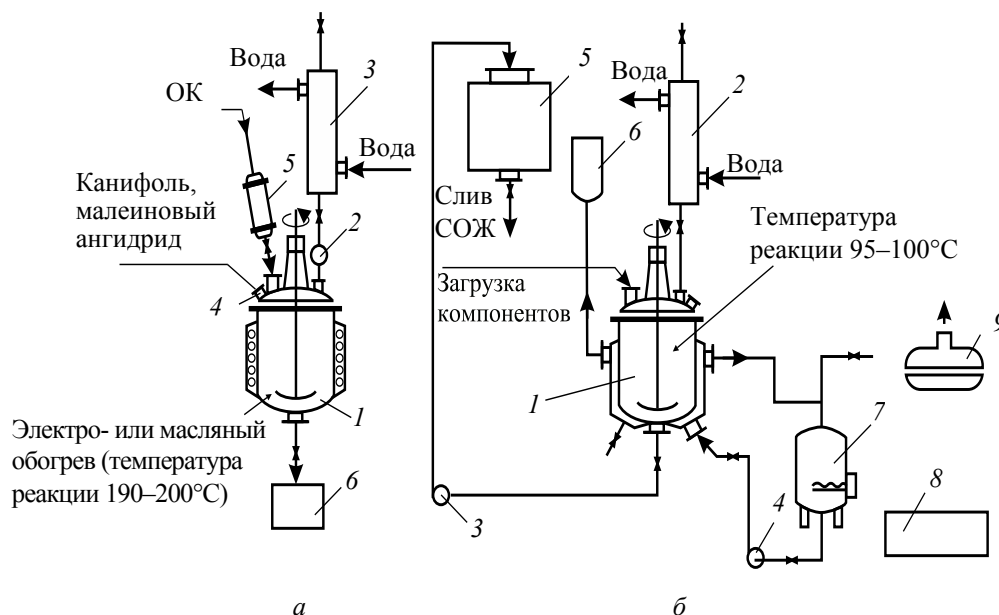 Вода
3
ОК
Вода
5
Канифоль,
малеиновый
ангидрид
2
4
1
Электро- или масляный
обогрев (температура
реакции 190–200°C)
6
а
5
Вода
2
6
Вода
Слив
СОЖ
Температура
реакции 95–100°C
Загрузка
компонентов
9
1
7
8
3
4
б